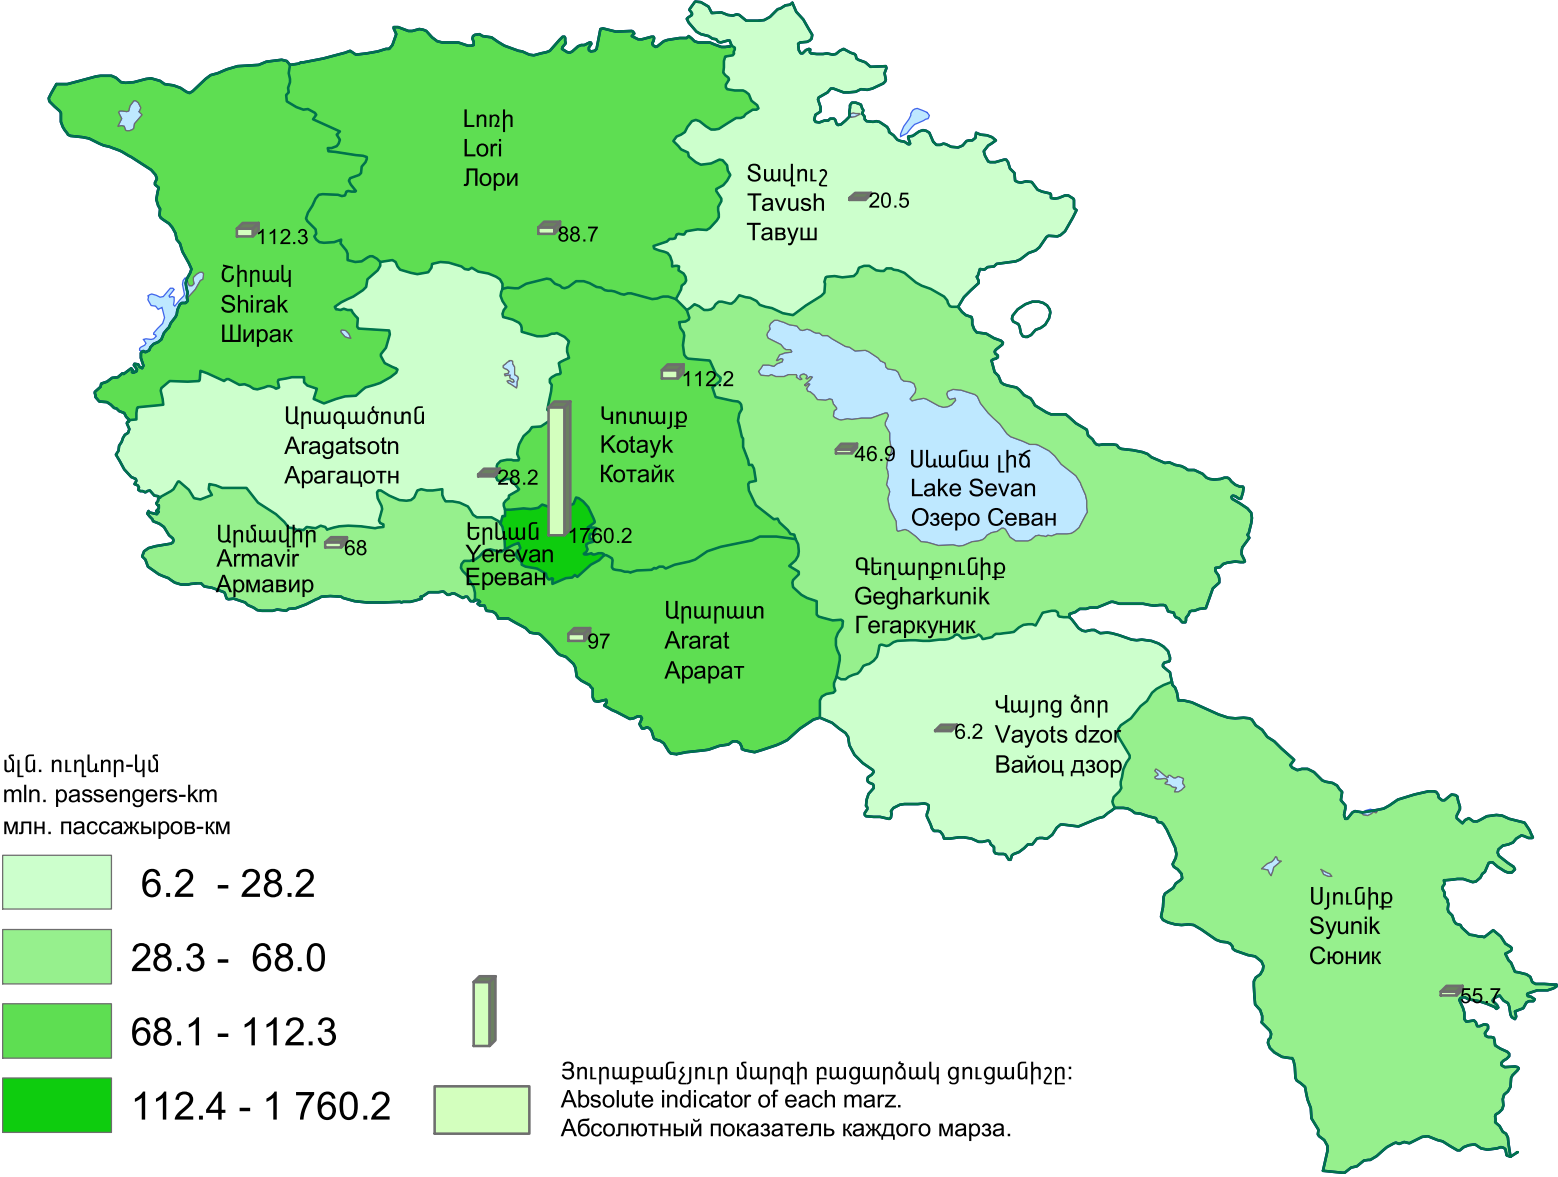 Լոռի
Lori
Лори
88.7
Տավուշ
Tavush
Тавуш
20.5
112.3
Շիրակ
Shirak
Ширак
112.2
Կոտայք
Kotayk
Котайк
Արագածոտն
Aragatsotn
Арагацотн
28.2
46.9
Սևանա լիճ
Lake Sevan
Озеро Севан
Արմավիր
Armavir
Армавир
68
Երևան
Yerevan
Ереван
1760.2
Գեղարքունիք
Gegharkunik
Гегаркуник
Արարատ
Ararat
Арарат
97
Վայոց ձոր
Vayots dzor
Вайоц дзор
6.2
Սյունիք
Syunik
Сюник
55.7
մլն. ուղևոր-կմ
mln. passengers-km
млн. пассажыров-км
6.2 - 28.2
28.3 - 68.0
68.1 - 112.3
112.4 - 1 760.2
Յուրաքանչյուր մարզի բացարձակ ցուցանիշը:
Absolute indicator of each marz.
Абсолютный показатель каждого марза.